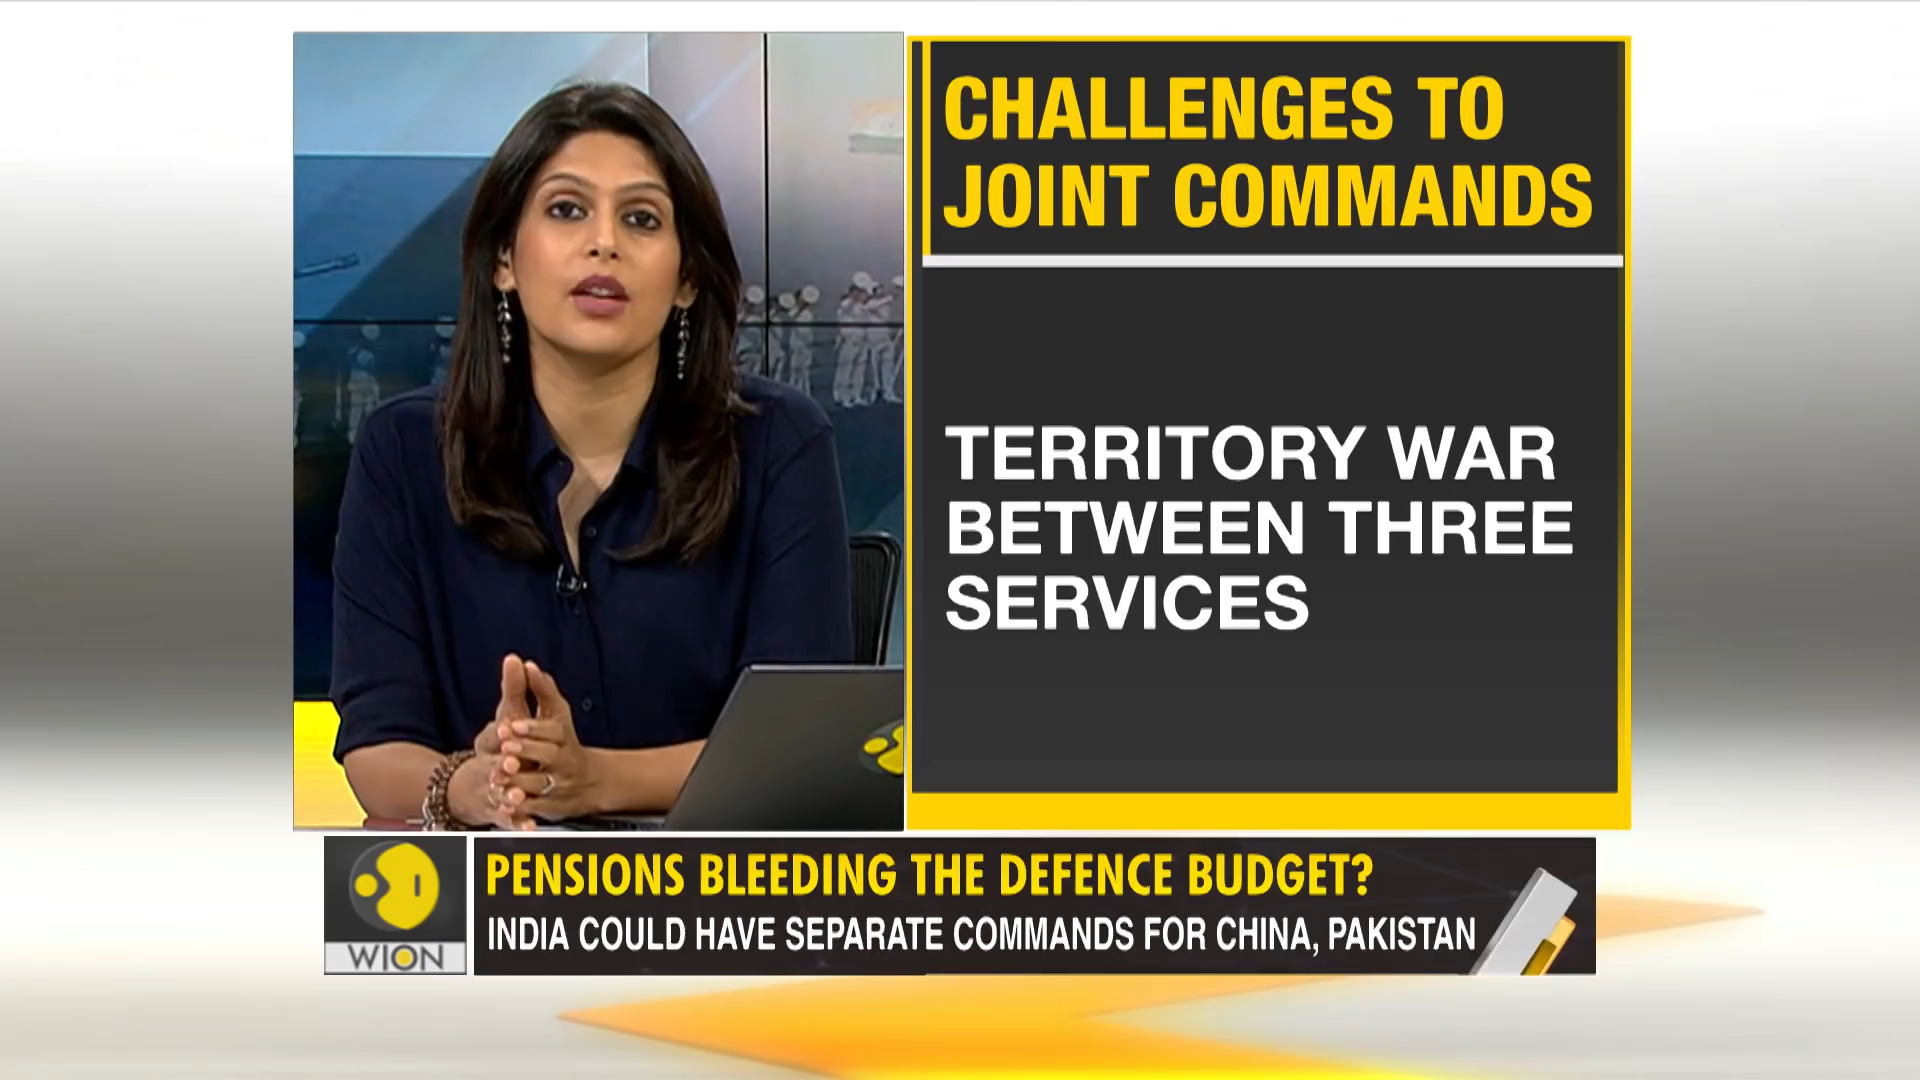 CHALLENGES TO
JOINT COMMANDS
TERRITORY WAR
BETWEEN THREE
SERVICES
PENSIONS BLEEDING THE DEFENCE BUDGET?
INDIA COULD HAVE SEPARATE COMMANDS FOR CHINA, PAKISTAN
WION